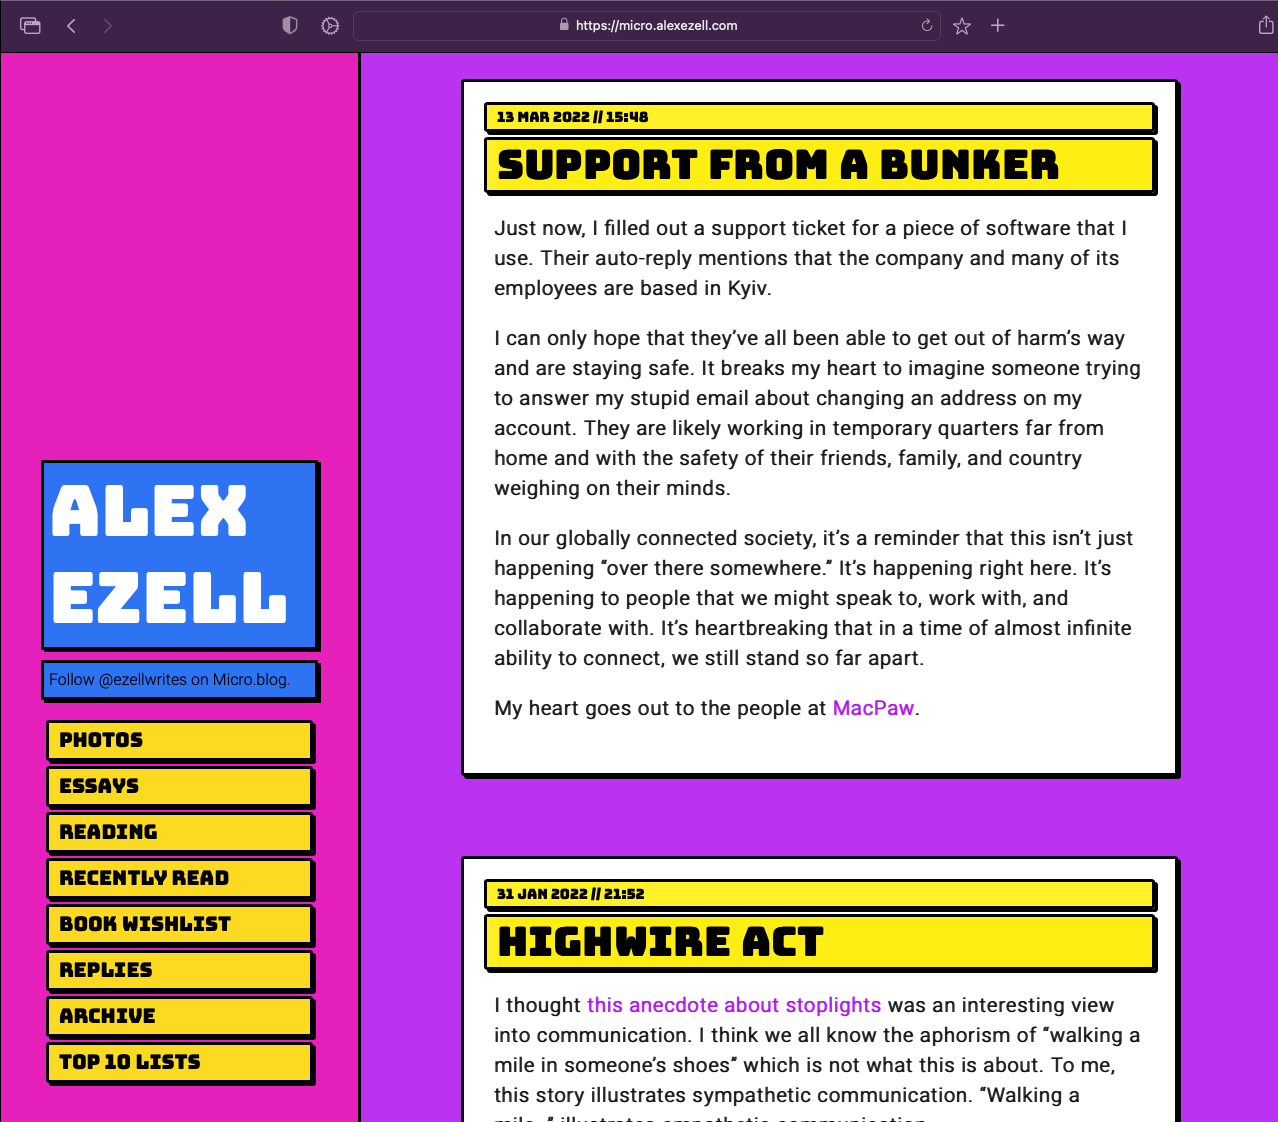 https://micro.alexezell.com
ALEX
EZELL
Follow @ezellwrites on Micro.blog.
PHOTOS
ESSAYS
READING
RECENTLY READ
BOOK WISHLIST
REPLIES
ARCHIVE
TOP 10 LISTS
13 MAR 2022 // 15:48
SUPPORT FROM A BUNKER
Just now, I filled out a support ticket for a piece of software that I
use. Their auto-reply mentions that the company and many of its
employees are based in Kyiv.
I can only hope that they’ve all been able to get out of harm’s way
and are staying safe. It breaks my heart to imagine someone trying
to answer my stupid email about changing an address on my
account. They are likely working in temporary quarters far from
home and with the safety of their friends, family, and country
weighing on their minds.
In our globally connected society, it’s a reminder that this isn’t just
happening “over there somewhere.” It’s happening right here. It’s
happening to people that we might speak to, work with, and
collaborate with. It’s heartbreaking that in a time of almost infinite
ability to connect, we still stand so far apart.
My heart goes out to the people at MacPaw.
31 JAN 2022 // 21:52
HIGHWIRE ACT
I thought this anecdote about stoplights was an interesting view
into communication. I think we all know the aphorism of “walking a
mile in someone’s shoes” which is not what this is about. To me,
this story illustrates sympathetic communication. “Walking a